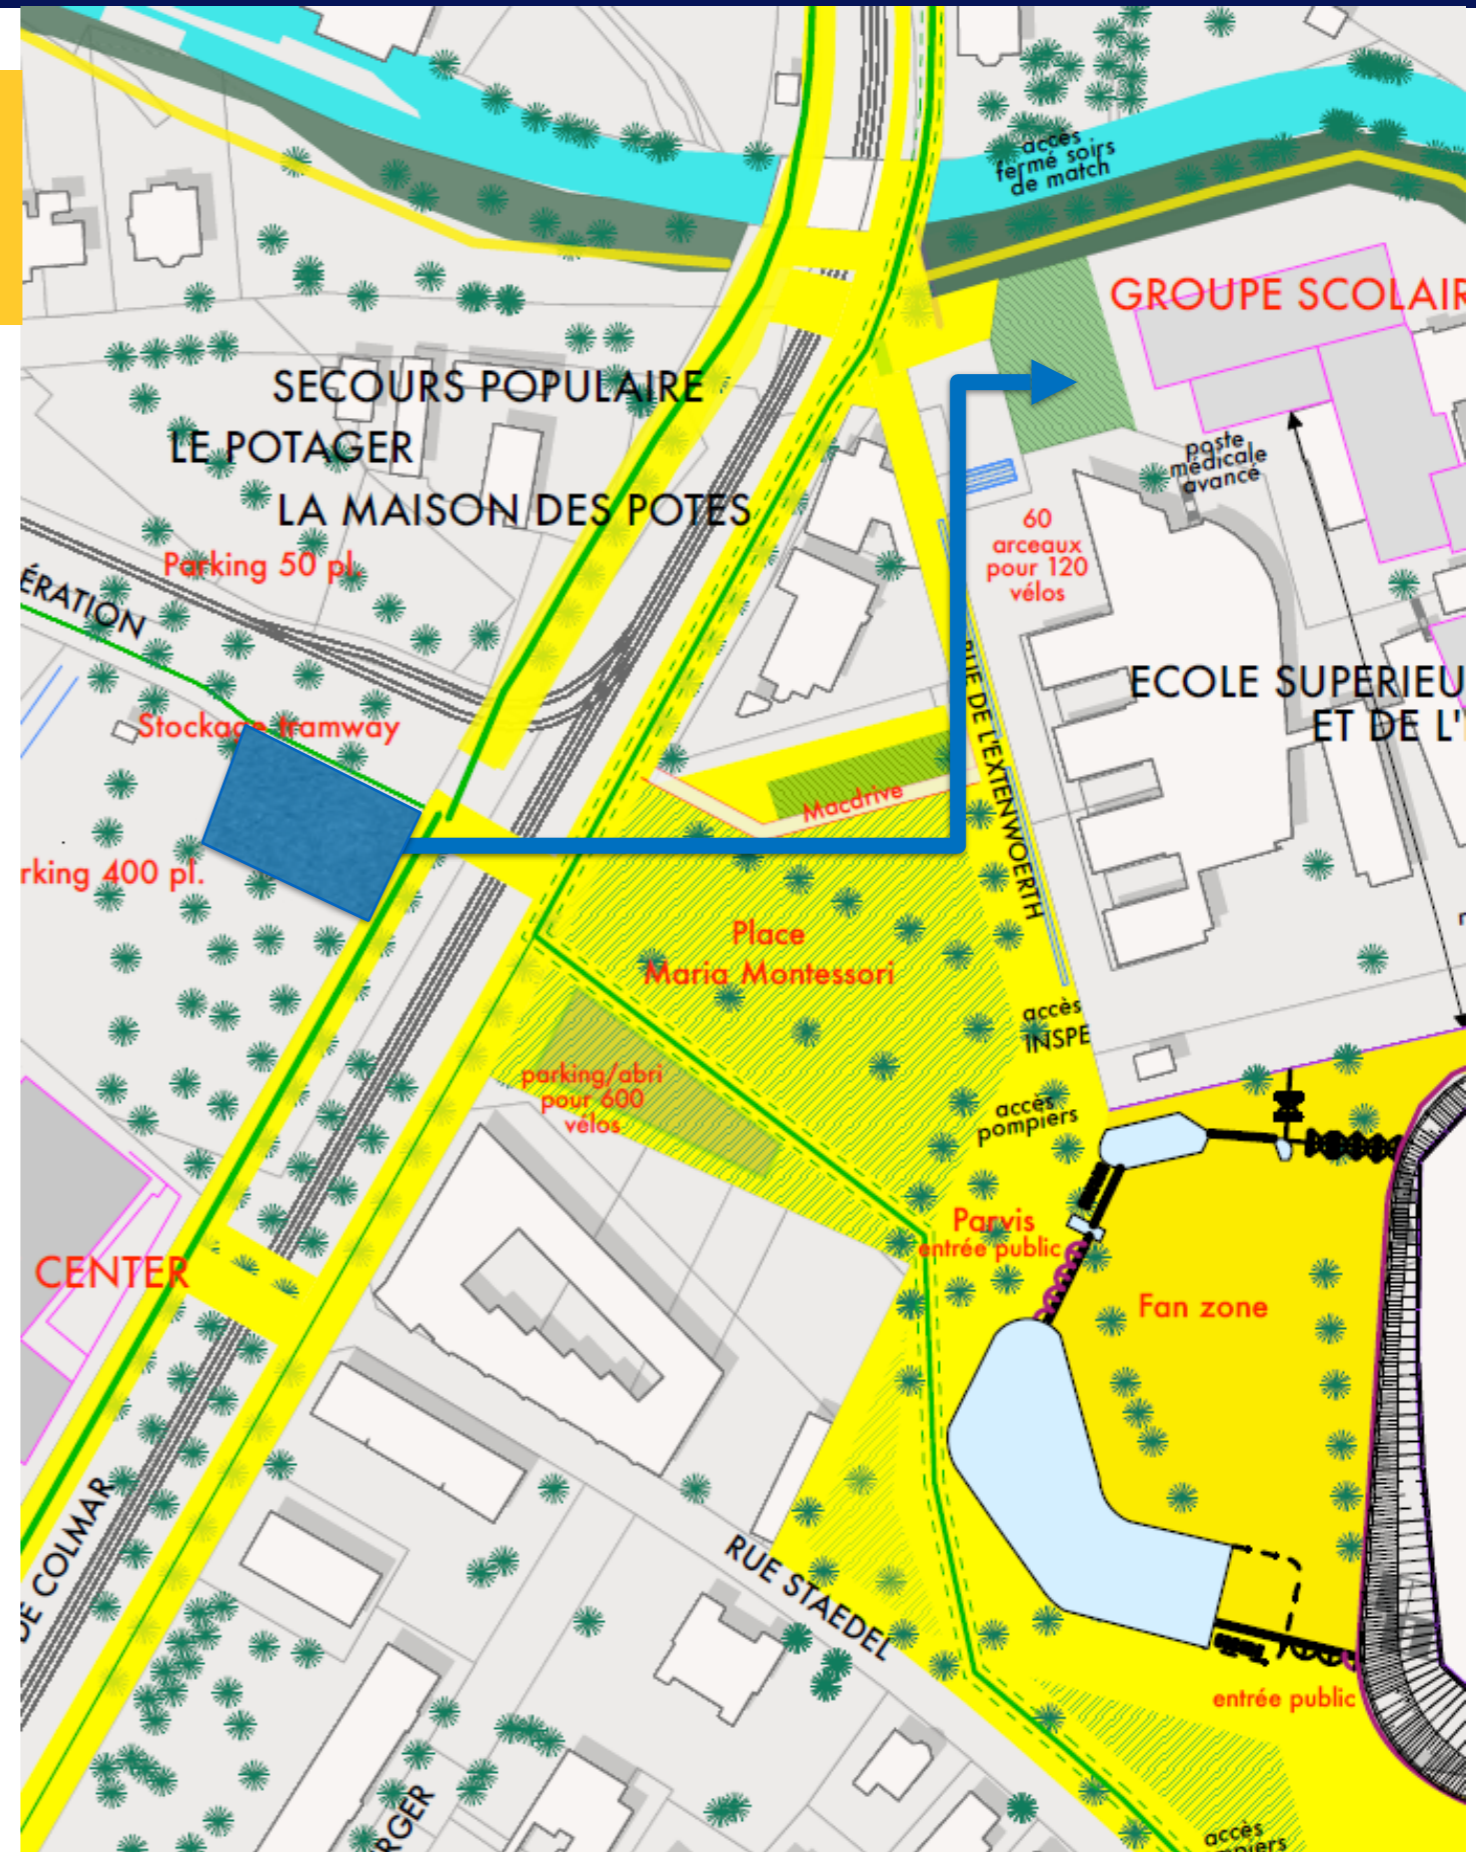 accès
fermé soirs
de match
GROUPE SCOLAIR
SECOURS POPULAIRE
LE POTAGER
LA MAISON DES POTES
poste
médicale
avancé
60
arceaux
pour 120
vélos
Parking 50 pl.
ÉRATION
RUE DE L'EXTENWOERTH
ECOLE SUPERIEU
ET DE L'
Stockage tramway
Macdrive
rking 400 pl.
Place
Maria Montessori
accès
INSPE
parking/abri
pour 600
vélos
accès
pompiers
Parvis
entrée public
CENTER
Fan zone
DE COLMAR
RUE STAEDEL
entrée public
RGER
accès
mpiers